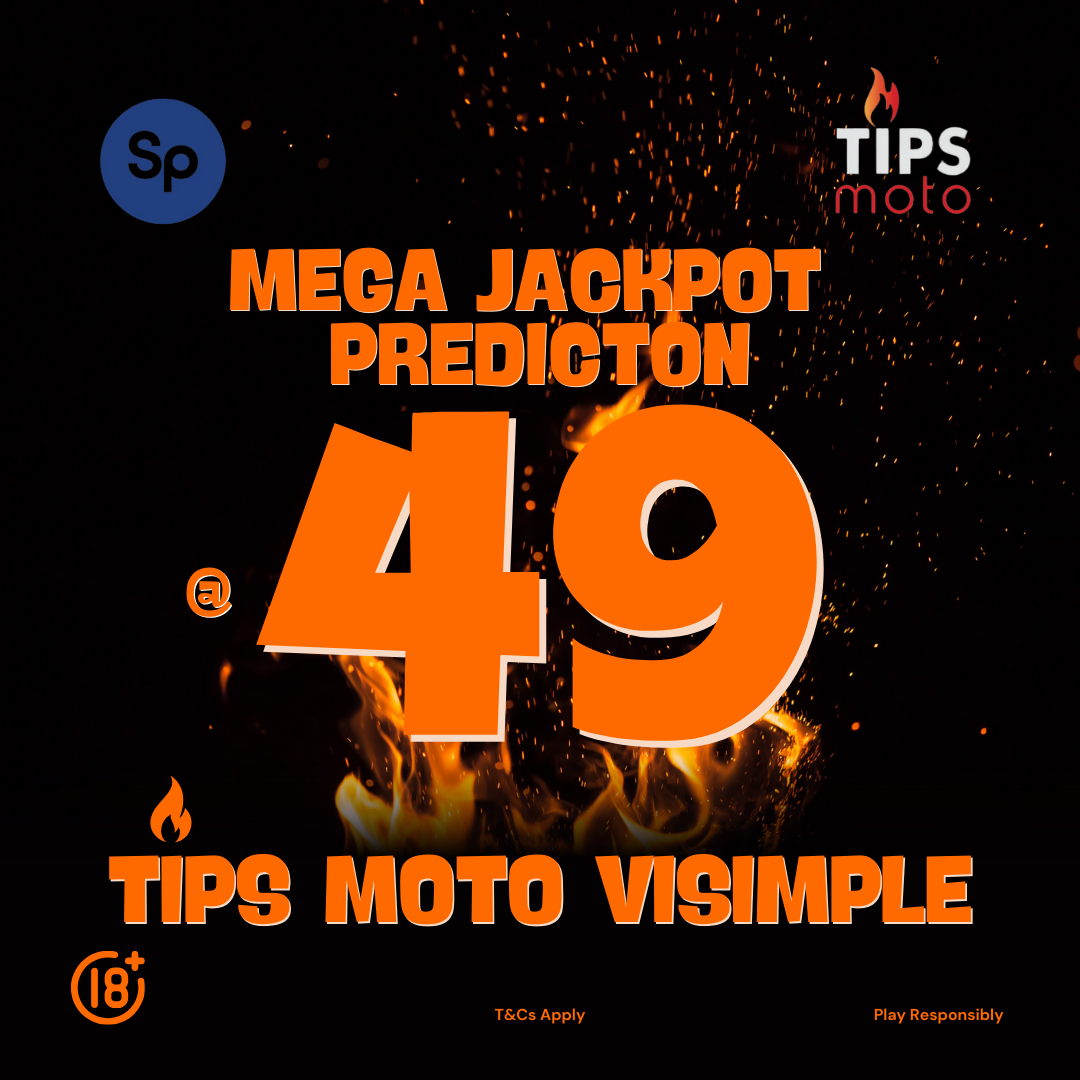 Sp
TIPS
moto
MEGA JACKPOT
PREDICTON
@ 49
TIPS MOTO VISIMPLE
18+
T&Cs Apply
Play Responsibly